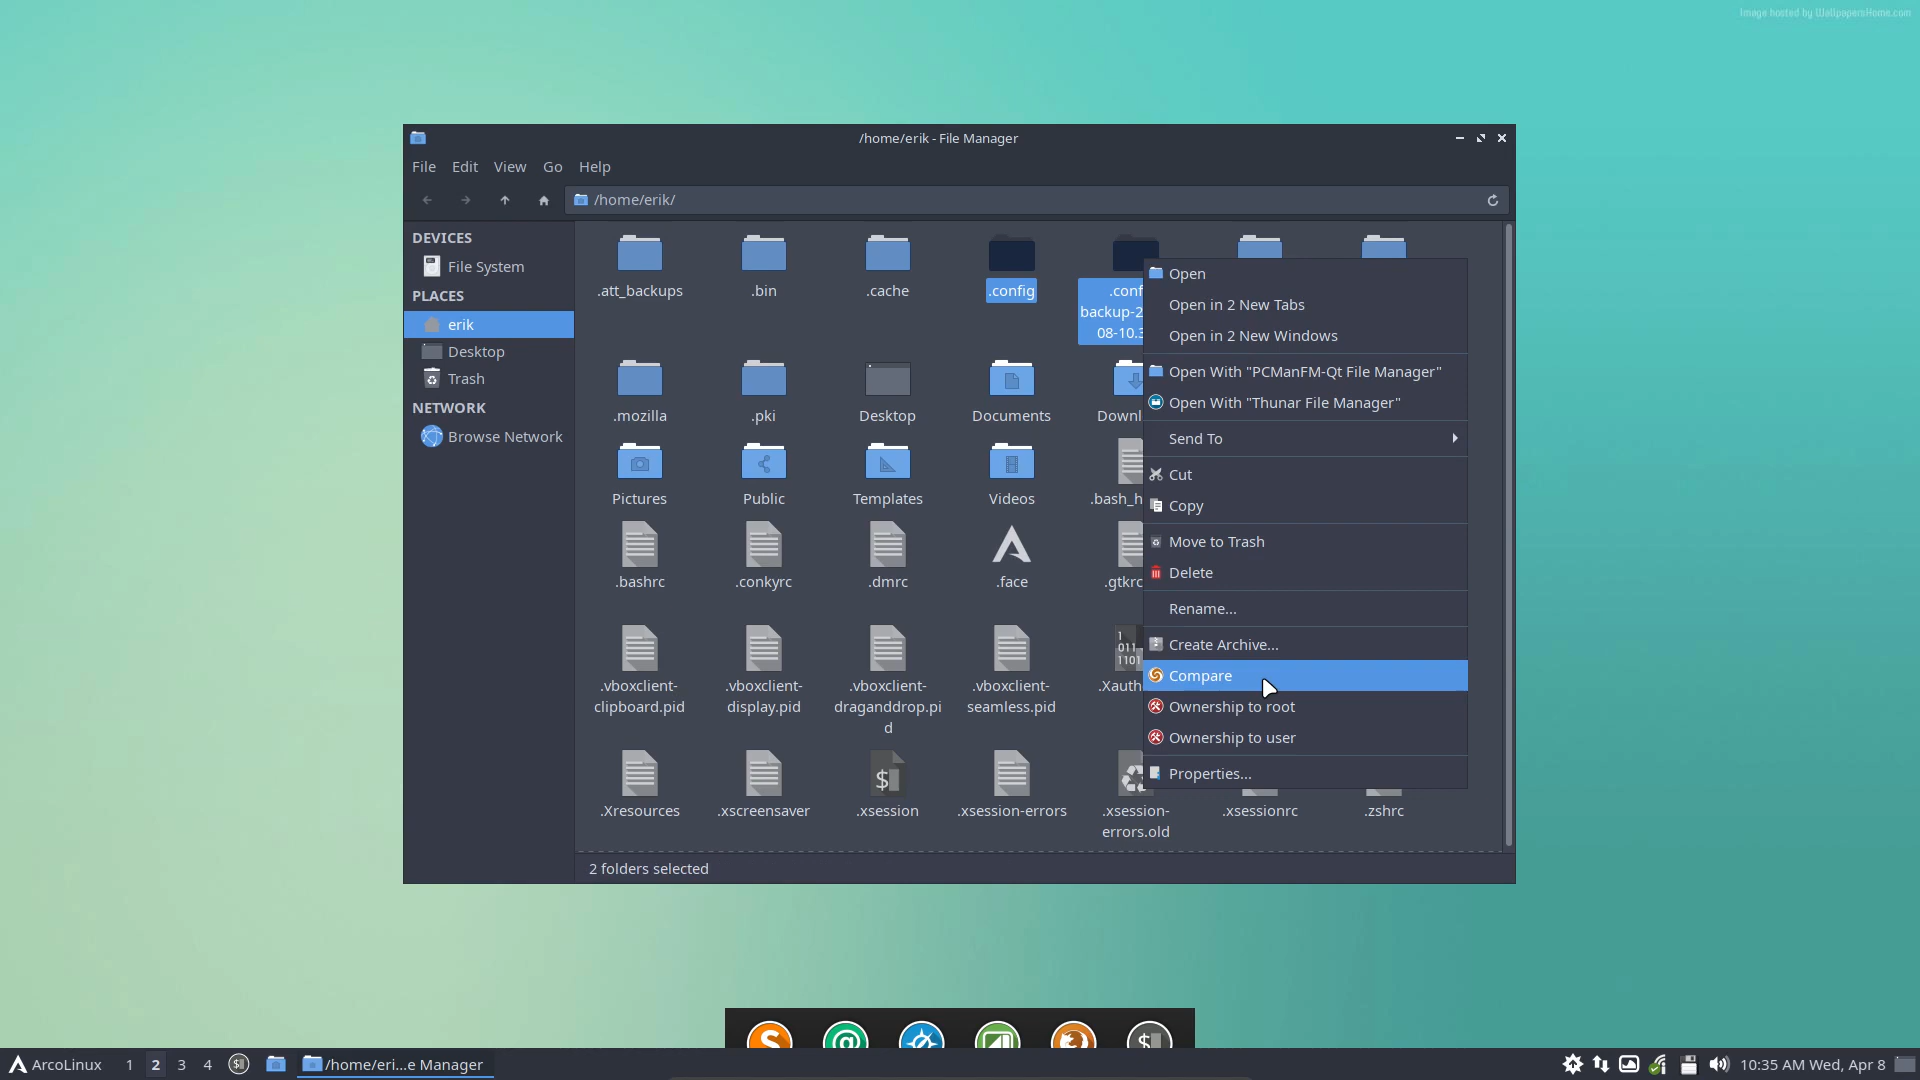 Image hosted by WallpapersHome.com
/home/erik - File Manager
File Edit View Go Help
/home/erik/
DEVICES
File System
PLACES
erik
Desktop
Trash
NETWORK
Browse Network
.att_backups .bin .cache .config .conf
backup-2
08-10.3
.mozilla .pki Desktop Documents Downl
Pictures Public Templates Videos .bash_h
.bashrc .conkyrc .dmrc .face .gtkrc
.vboxclient-
clipboard.pid
.vboxclient-
display.pid
.vboxclient-
draganddrop.pi
d
.vboxclient-
seamless.pid
1
011
1101
.Xauth
$
.Xresources .xscreensaver .xsession .xsession-errors .xsession-
errors.old
.xsessionrc .zshrc
Open
Open in 2 New Tabs
Open in 2 New Windows
Open With "PCManFM-Qt File Manager"
Open With "Thunar File Manager"
Send To
Cut
Copy
Move to Trash
Delete
Rename...
Create Archive...
Compare
Ownership to root
Ownership to user
Properties...
2 folders selected
S @ $
ArcoLinux 1 2 3 4 $ /home/eri...e Manager
10:35 AM Wed, Apr 8